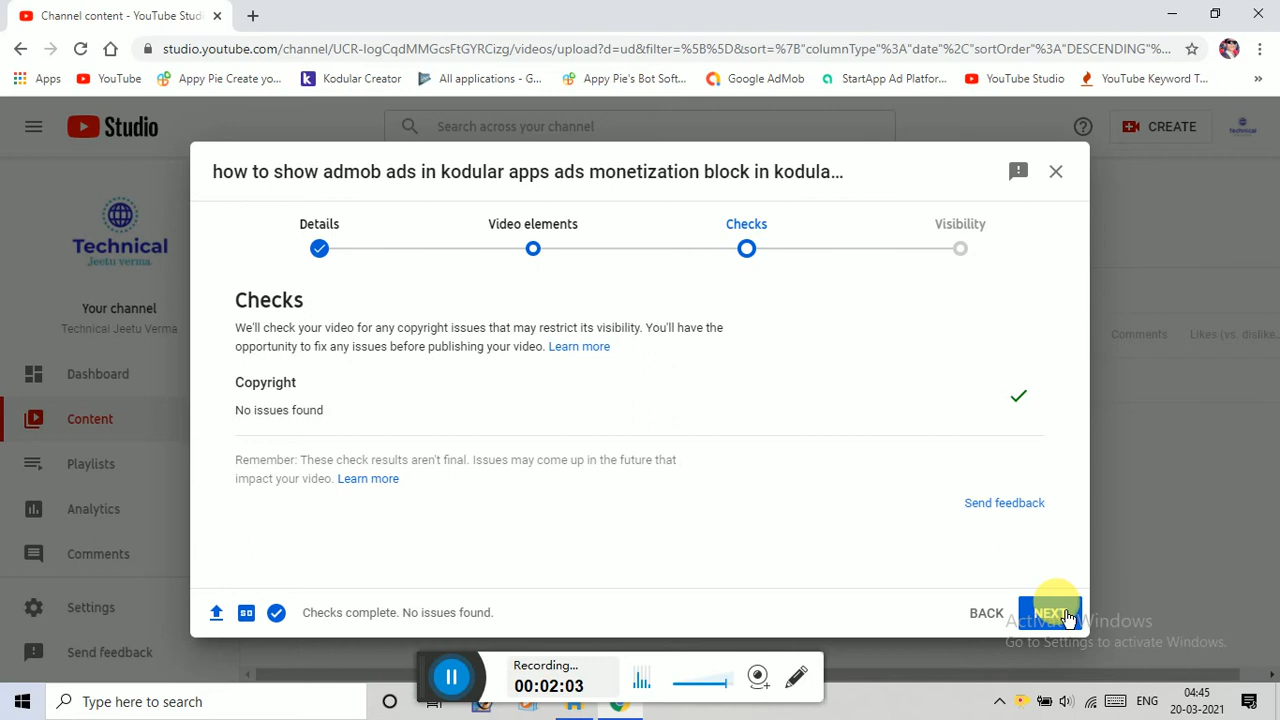 Channel content - YouTube Studi
studio.youtube.com/channel/UCR-IogCqdMMGcsFtGYRCizg/videos/upload?d=ud&filter=%5B%5D&sort=%7B"columnType"%3A"date"%2C"sortOrder"%3A"DESCENDING"%...
Apps
YouTube
Appy Pie Create yo...
Kodular Creator
All applications - G...
Appy Pie's Bot Soft...
Google AdMob
StartApp Ad Platfor...
YouTube Studio
YouTube Keyword T...
»
Studio
Search across your channel
CREATE
Technical
how to show admob ads in kodular apps ads monetization block in kodula...
Technical
Jeetu verma.
Your channel
Technical Jeetu Verma
Dashboard
Content
Playlists
Analytics
Comments
Settings
Send feedback
Details
Video elements
Checks
Visibility
Checks
We'll check your video for any copyright issues that may restrict its visibility. You'll have the
opportunity to fix any issues before publishing your video. Learn more
Copyright
No issues found
Remember: These check results aren't final. Issues may come up in the future that
impact your video. Learn more
Send feedback
Comments
Likes (vs. dislike...
SD
Checks complete. No issues found.
BACK
NEXT
Activate Windows
Go to Settings to activate Windows.
Recording...
00:02:03
Type here to search
ENG
04:45
20-03-2021